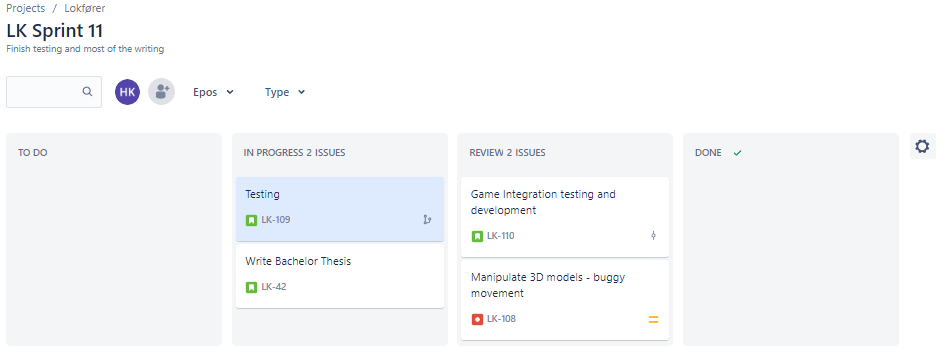 Projects / Lokfører
LK Sprint 11
Finish testing and most of the writing
HK
Epos
Type
TO DO
IN PROGRESS 2 ISSUES
REVIEW 2 ISSUES
DONE
Testing
LK-109
Write Bachelor Thesis
LK-42
Game Integration testing and
development
LK-110
Manipulate 3D models - buggy
movement
LK-108